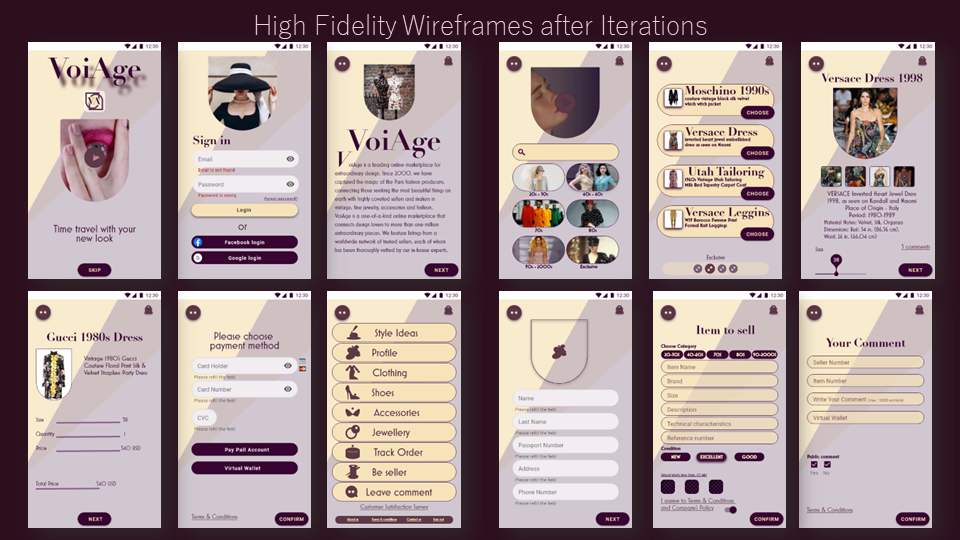 High Fidelity Wireframes after Iterations
12:30
VoiAge
Time travel with your
new look
SKIP
12:30
Sign in
Email
Email is not found
Password
Password is wrong
Forgot password?
Login
or
Facebook login
Google login
12:30
VoiAge
VoiAge is a leading online marketplace for
extraordinary design. Since 2000, we have
captured the magic of the Paris fashion producers,
connecting those seeking the most beautiful things on
earth with highly coveted sellers and makers in
vintage, fine jewelry, accessories and fashion.
VoiAge is a one-of-a-kind online marketplace that
connects design lovers to more than one million
extraordinary pieces. We feature listings from a
worldwide network of trusted sellers, each of whom
has been thoroughly vetted by our in-house experts.
NEXT
12:30
20s - 30s
40s - 60s
70s
80s
90s - 2000s
Exclusive
12:30
Moschino 1990s
couture vintage black silk velvet
which witch jacket
CHOOSE
Versace Dress
inverted heart jewel embellished
dress as seen on Naomi
CHOOSE
Utah Tailoring
1960s Vintage Utah Tailoring
Milk Bed Tapestry Carpet Coat
CHOOSE
Versace Leggins
WIP Barocco Femme Print
Formal Knit Leggings
CHOOSE
Exclusive
12:30
Versace Dress 1998
VERSACE Inverted Heart Jewel Dress
1998, as seen on Kendall and Naomi
Place of Origin - Italy
Period: 1980-1989
Material Notes: Velvet, Silk, Organza
Dimensions: Bust: 34 in. (86.36 cm),
Waist: 26 in. (66.04 cm)
Size
5 comments
38
NEXT
12:30
Gucci 1980s Dress
Vintage 1980's Gucci
Couture Floral Print Silk &
Velvet Strapless Party Dress
Size 38
Quantity 1
Price $40 USD
Total Price $40 USD
NEXT
12:30
Please choose
payment method
Card Holder
Please refill the field
Card Number
Please refill the field
CVC
Please refill the field
Pay Pall Account
Virtual Wallet
Terms & Conditions
CONFIRM
12:30
Style Ideas
Profile
Clothing
Shoes
Accessories
Jewellery
Track Order
Be seller
Leave comment
Customer Satisfaction Survey
About us Terms & conditions Contact us Sign out
12:30
Name
Please refill the field
Last Name
Please refill the field
Passport Number
Please refill the field
Address
Please refill the field
Phone Number
Please refill the field
NEXT
12:30
Item to sell
Choose Category
20-30S 40-60S 70S 80S 90-2000S
Item Name
Brand
Size
Description
Technical characteristics
Reference number
Condition
NEW EXCELLENT GOOD
I agree to Terms & Conditions
and Company Policy
CONFIRM
12:30
Your Comment
Seller Number
Item Number
Write Your Comment
Virtual Wallet
Public comment
Yes No
Terms & Conditions
CONFIRM